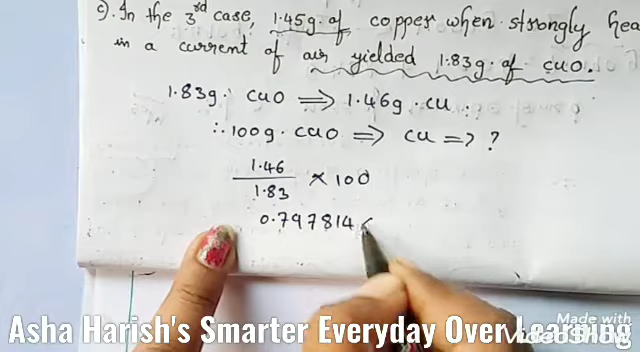 c). In the 3rd case, 1.45g. of copper when strongly hea
in a current of air yielded 1.83g. of CuO.
1.83g. CuO ⟹ 1.46g. Cu.
∴ 100g. CuO ⟹ Cu => ?
1.46
1.83
× 100
0.797814
Asha Harish's Smarter Everyday Over Learning
Made with
VideoShow